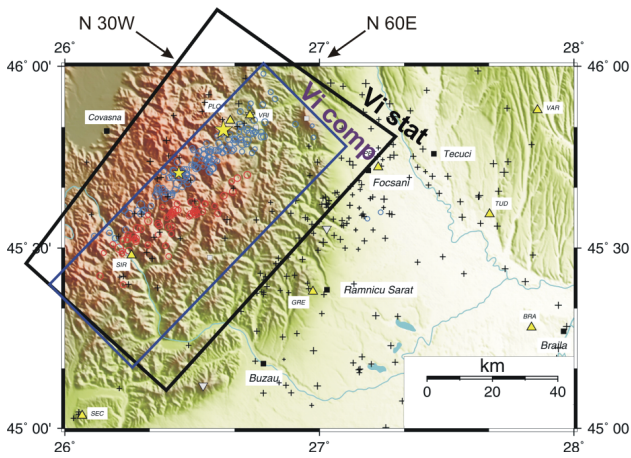 N 30W
N 60E
26°
27°
28°
46° 00'
46° 00'
Vi stat
Vi comp
PLO
VRI
VAR
Covasna
Tecuci
Focsani
TUD
45° 30'
45° 30'
SIR
GRE
Ramnicu Sarat
BRA
Braila
km
Buzau
0
20
40
SEC
45° 00'
45° 00'
26°
27°
28°